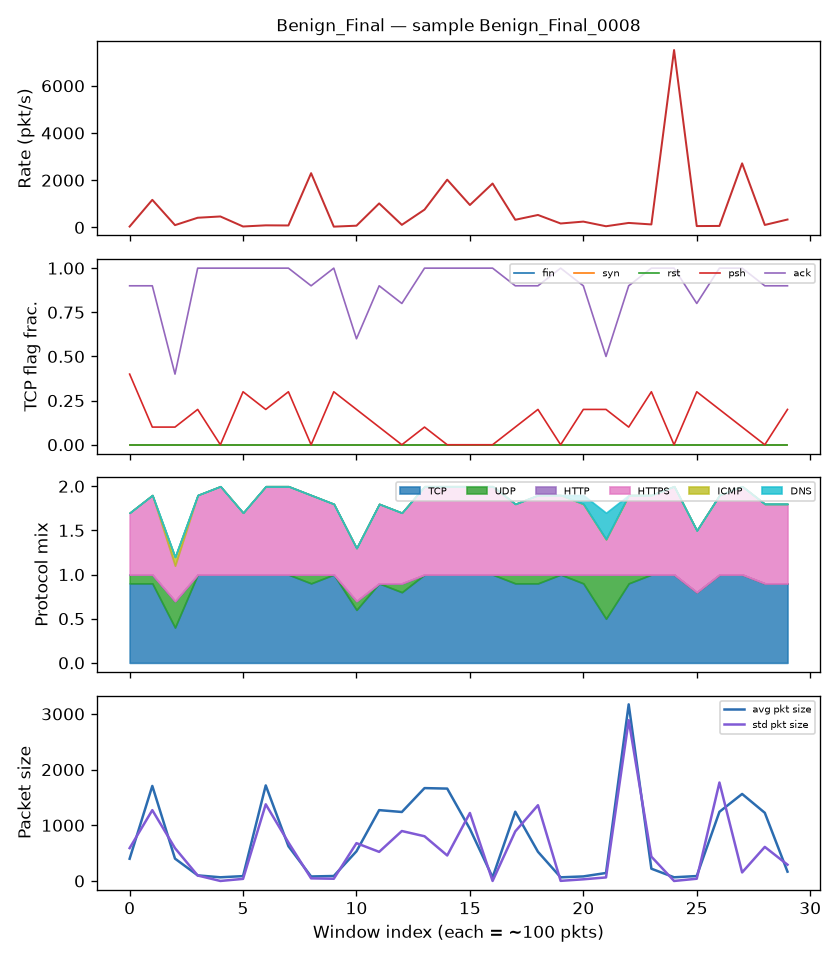 Benign_Final — sample Benign_Final_0008
Rate (pkt/s)
6000
4000
2000
0
TCP flag frac.
1.00
0.75
0.50
0.25
0.00
fin syn rst psh ack
Protocol mix
2.0
1.5
1.0
0.5
0.0
TCP UDP HTTP HTTPS ICMP DNS
Packet size
3000
2000
1000
0
avg pkt size
std pkt size
0 5 10 15 20 25 30
Window index (each = ~100 pkts)